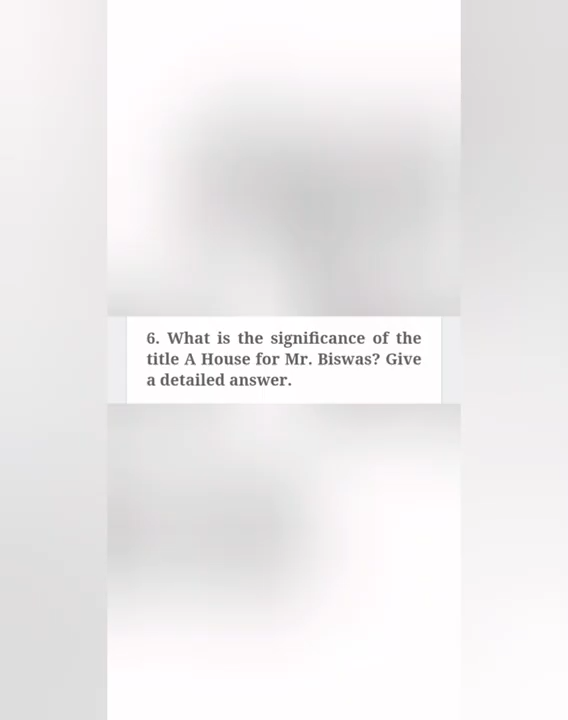 6. What is the significance of the
title A House for Mr. Biswas? Give
a detailed answer.